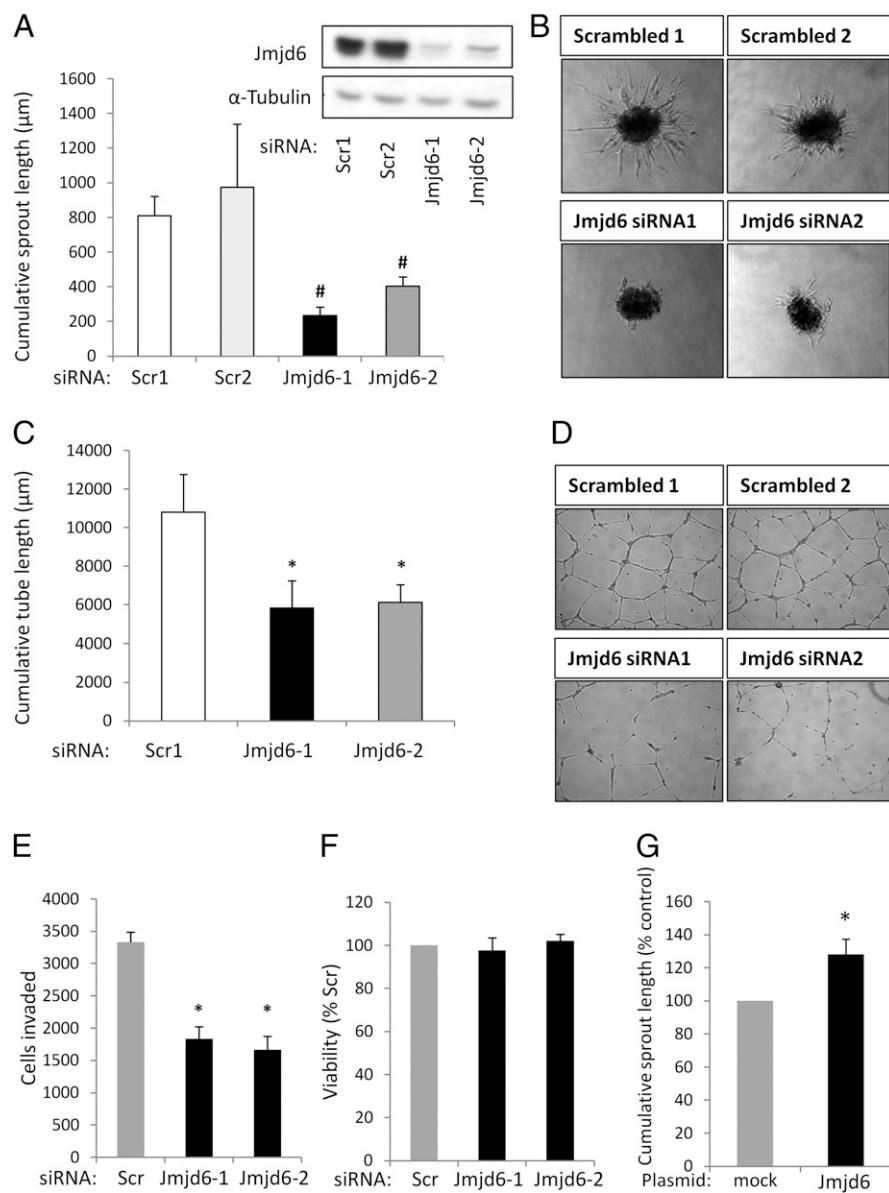 A
Jmjd6
α-Tubulin
siRNA:
Scr1
Scr2
Jmjd6-1
Jmjd6-2
Cumulative sprout length (µm)
1600
1400
1200
1000
800
600
400
200
0
#
#
siRNA:
Scr1
Scr2
Jmjd6-1
Jmjd6-2
B
Scrambled 1
Scrambled 2
Jmjd6 siRNA1
Jmjd6 siRNA2
C
Cumulative tube length (µm)
14000
12000
10000
8000
6000
4000
2000
0
*
*
siRNA:
Scr1
Jmjd6-1
Jmjd6-2
D
Scrambled 1
Scrambled 2
Jmjd6 siRNA1
Jmjd6 siRNA2
E
Cells invaded
4000
3500
3000
2500
2000
1500
1000
500
0
*
*
siRNA:
Scr
Jmjd6-1
Jmjd6-2
F
Viability (% Scr)
120
100
80
60
40
20
0
siRNA:
Scr
Jmjd6-1
Jmjd6-2
G
Cumulative sprout length (% control)
160
140
120
100
80
60
40
20
0
*
Plasmid:
mock
Jmjd6